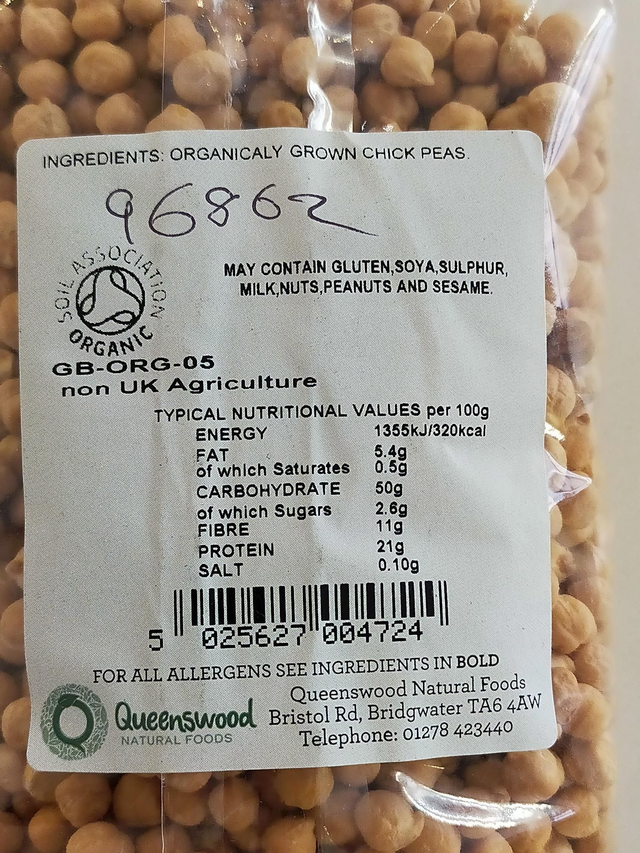 INGREDIENTS: ORGANICALY GROWN CHICK PEAS.
96862
SOIL ASSOCIATION
ORGANIC
MAY CONTAIN GLUTEN,SOYA,SULPHUR,
MILK,NUTS,PEANUTS AND SESAME.
GB-ORG-05
non UK Agriculture
TYPICAL NUTRITIONAL VALUES per 100g
ENERGY 1355kJ/320kcal
FAT 5.4g
of which Saturates 0.5g
CARBOHYDRATE 50g
of which Sugars 2.6g
FIBRE 11g
PROTEIN 21g
SALT 0.10g
5 025627 004724
FOR ALL ALLERGENS SEE INGREDIENTS IN BOLD
Queenswood
NATURAL FOODS
Queenswood Natural Foods
Bristol Rd, Bridgwater TA6 4AW
Telephone: 01278 423440